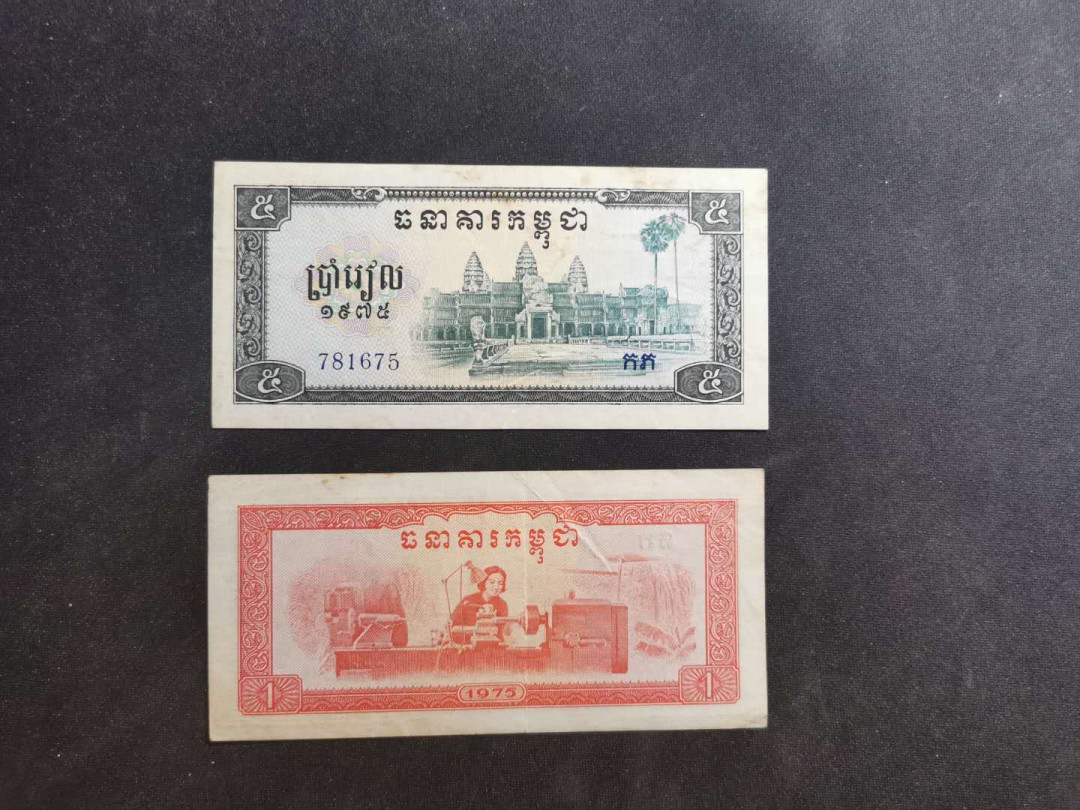 ៥ ៥
ធនាគារកម្ពុជា
ប្រាំរៀល
១៩៧៥
781675 កភ
៥ ៥
ធនាគារកម្ពុជា
1 1975 1